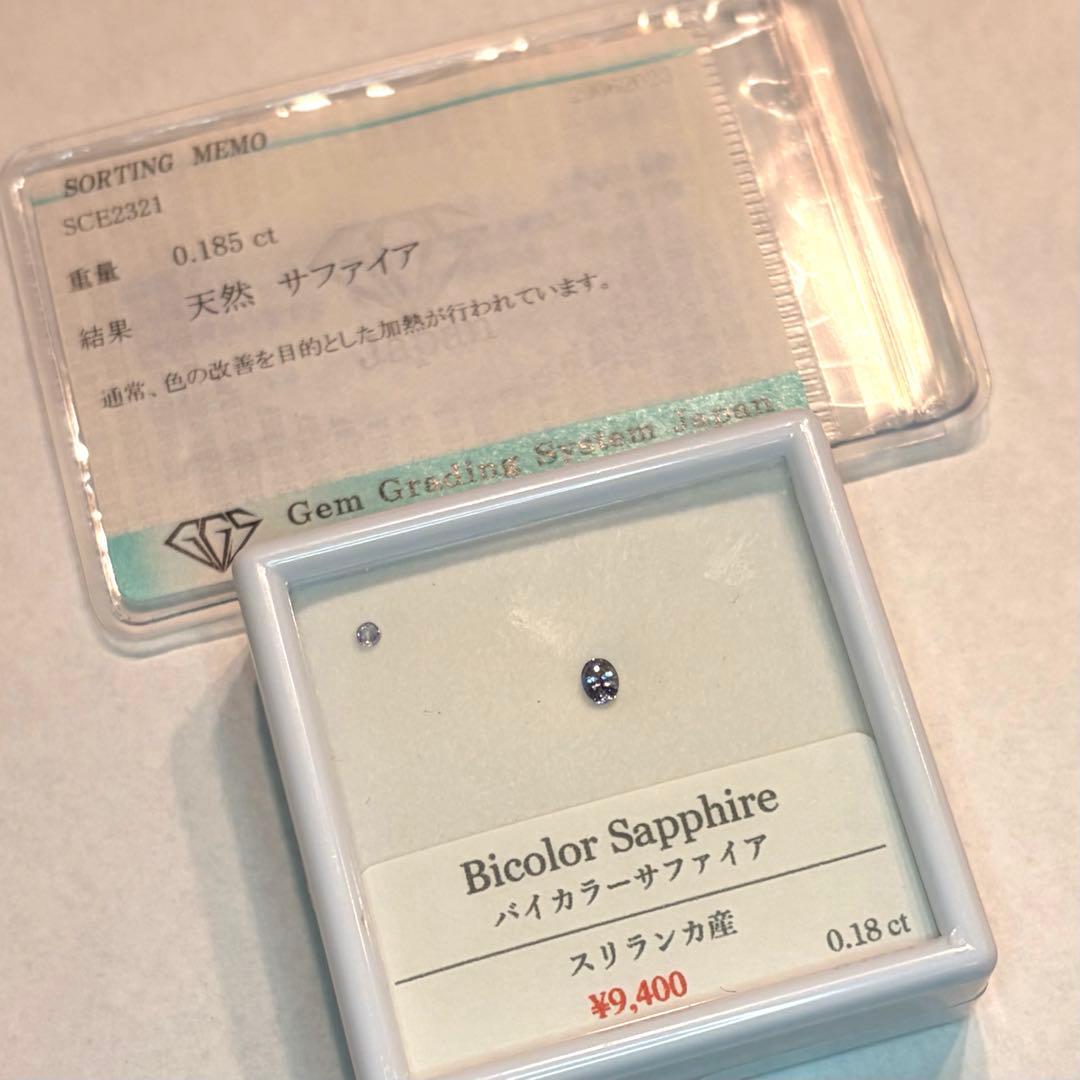 SORTING MEMO
SCE2321
重量 0.185 ct
結果 天然 サファイア
通常、色の改善を目的とした加熱が行われています。
Japan
GGS Gem Grading System Japan
Bicolor Sapphire
バイカラーサファイア
スリランカ産 0.18 ct
¥9,400